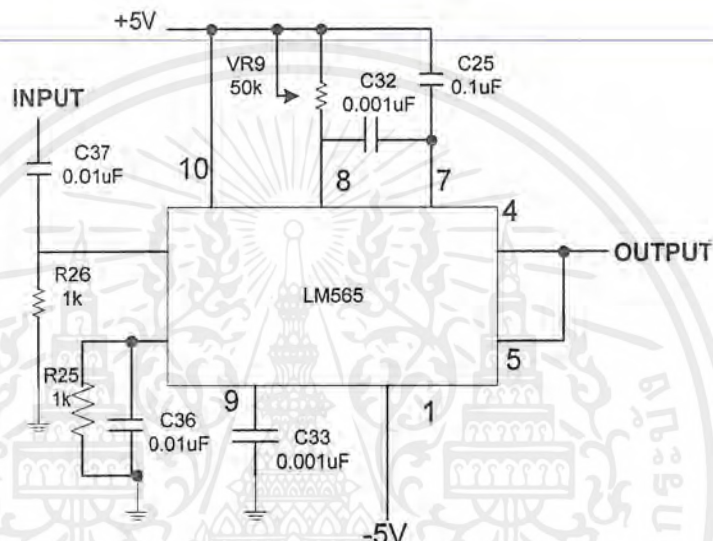 +5V
VR9
50k
C32
0.001uF
C25
0.1uF
INPUT
C37
0.01uF
10
8
7
4
R26
1k
LM565
OUTPUT
5
R25
1k
C36
0.01uF
9
C33
0.001uF
1
-5V